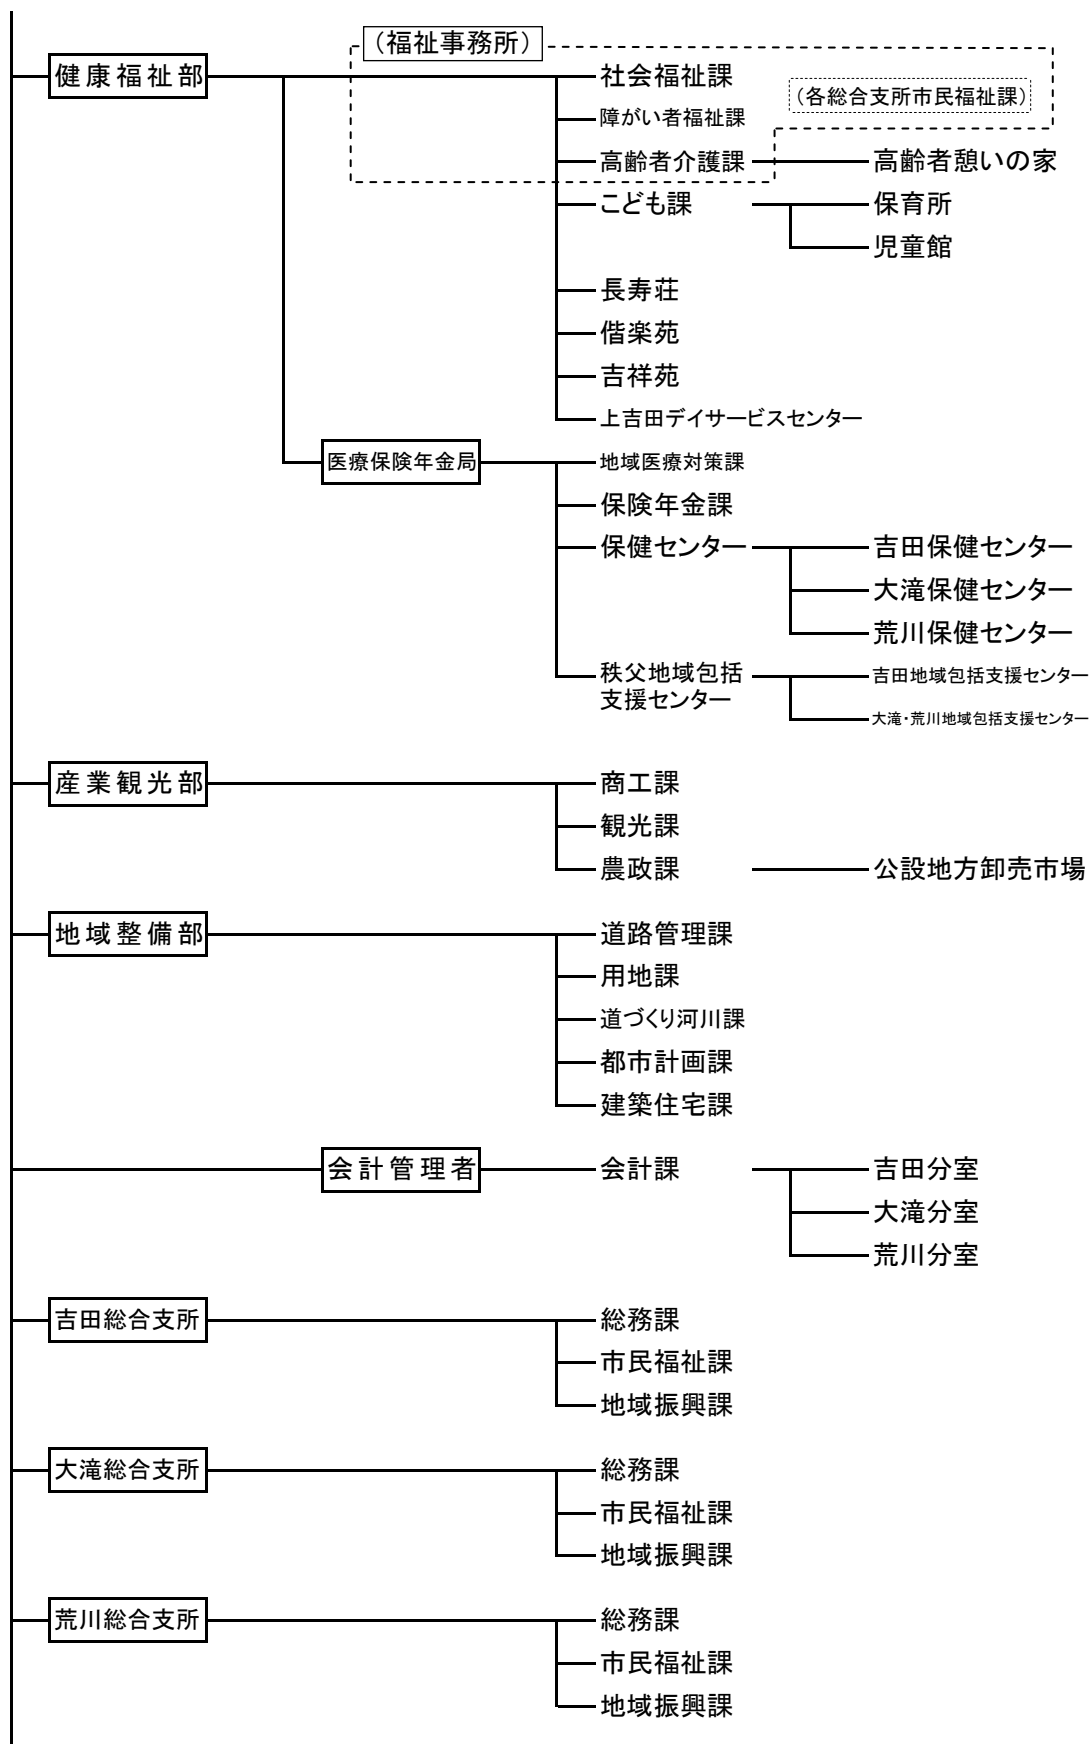 （福祉事務所）
健康福祉部
社会福祉課
（各総合支所市民福祉課）
障がい者福祉課
高齢者介護課
高齢者憩いの家
こども課
保育所
児童館
長寿荘
偕楽苑
吉祥苑
上吉田デイサービスセンター
医療保険年金局
地域医療対策課
保険年金課
保健センター
吉田保健センター
大滝保健センター
荒川保健センター
秩父地域包括
支援センター
吉田地域包括支援センター
大滝・荒川地域包括支援センター
産業観光部
商工課
観光課
農政課
公設地方卸売市場
地域整備部
道路管理課
用地課
道づくり河川課
都市計画課
建築住宅課
会計管理者
会計課
吉田分室
大滝分室
荒川分室
吉田総合支所
総務課
市民福祉課
地域振興課
大滝総合支所
総務課
市民福祉課
地域振興課
荒川総合支所
総務課
市民福祉課
地域振興課